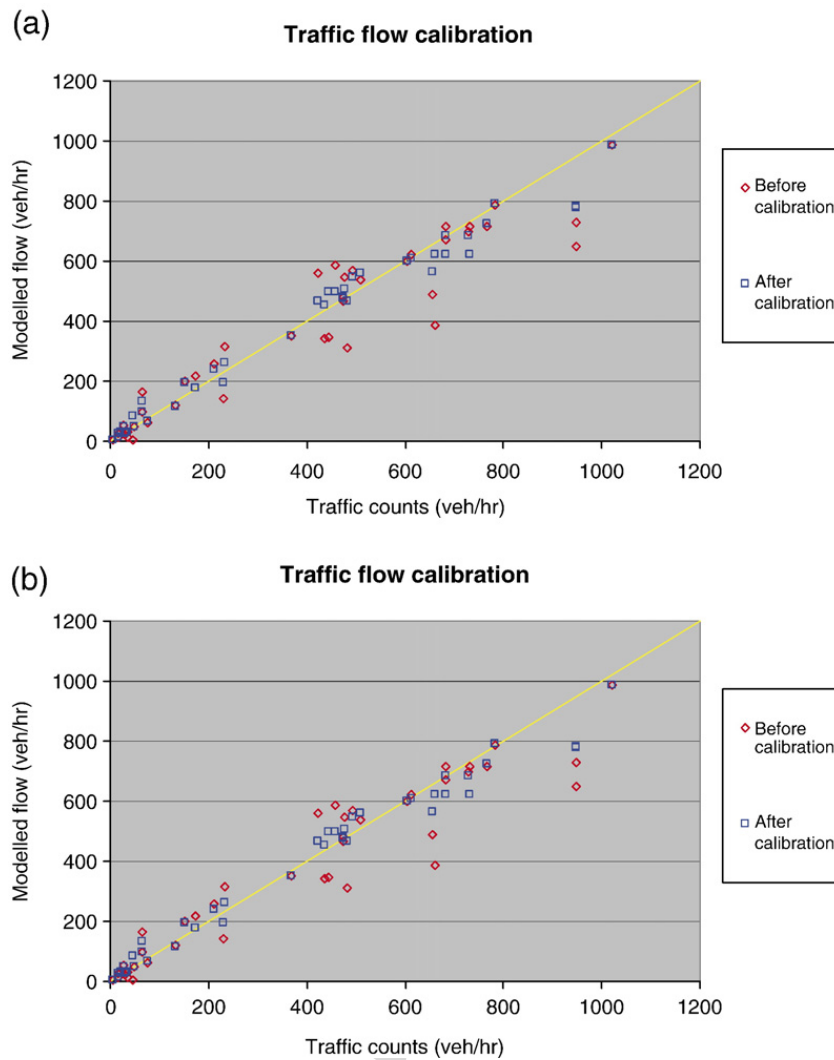 (a)
Traffic flow calibration
1200
1000
800
600
400
200
0
Modelled flow (veh/hr)
0 200 400 600 800 1000 1200
Traffic counts (veh/hr)
Before
calibration
After
calibration
(b)
Traffic flow calibration
1200
1000
800
600
400
200
0
Modelled flow (veh/hr)
0 200 400 600 800 1000 1200
Traffic counts (veh/hr)
Before
calibration
After
calibration